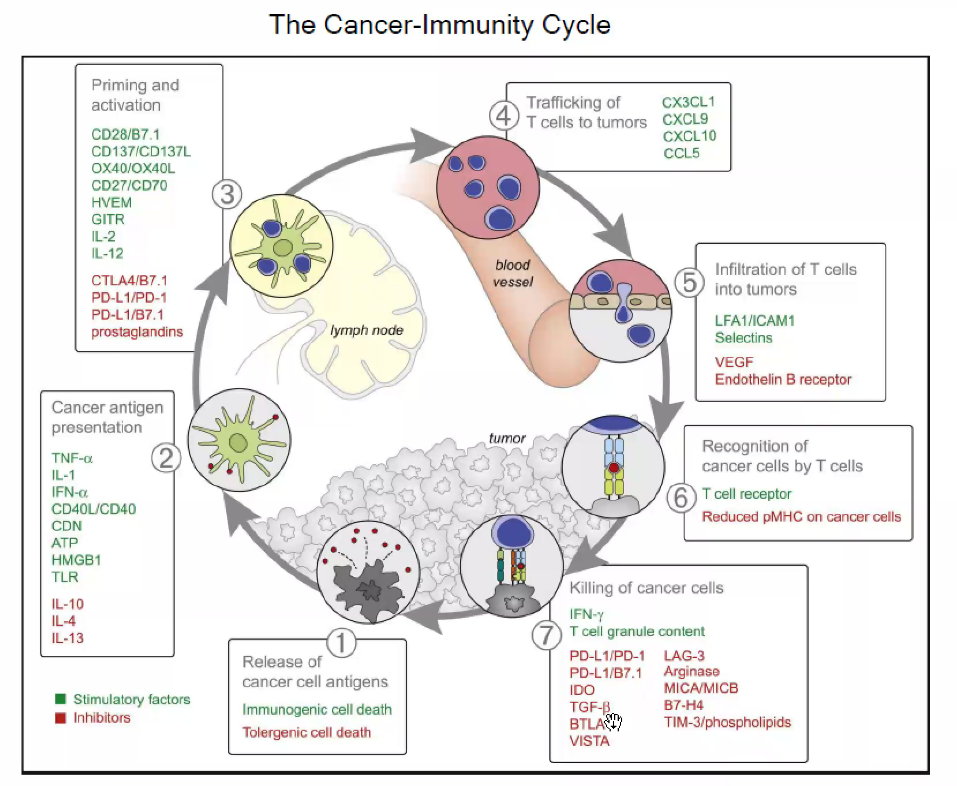 The Cancer-Immunity Cycle
Priming and
activation
CD28/B7.1
CD137/CD137L
OX40/OX40L
CD27/CD70
HVEM
GITR
IL-2
IL-12
CTLA4/B7.1
PD-L1/PD-1
PD-L1/B7.1
prostaglandins
3
4
Trafficking of
T cells to tumors
CX3CL1
CXCL9
CXCL10
CCL5
blood
vessel
lymph node
5
Infiltration of T cells
into tumors
LFA1/ICAM1
Selectins
VEGF
Endothelin B receptor
Cancer antigen
presentation
TNF-α
IL-1
IFN-α
CD40L/CD40
CDN
ATP
HMGB1
TLR
IL-10
IL-4
IL-13
2
tumor
6
Recognition of
cancer cells by T cells
T cell receptor
Reduced pMHC on cancer cells
1
Release of
cancer cell antigens
Immunogenic cell death
Tolergenic cell death
7
Killing of cancer cells
IFN-γ
T cell granule content
PD-L1/PD-1
PD-L1/B7.1
IDO
TGF-β
BTLA
VISTA
LAG-3
Arginase
MICA/MICB
B7-H4
TIM-3/phospholipids
Stimulatory factors
Inhibitors